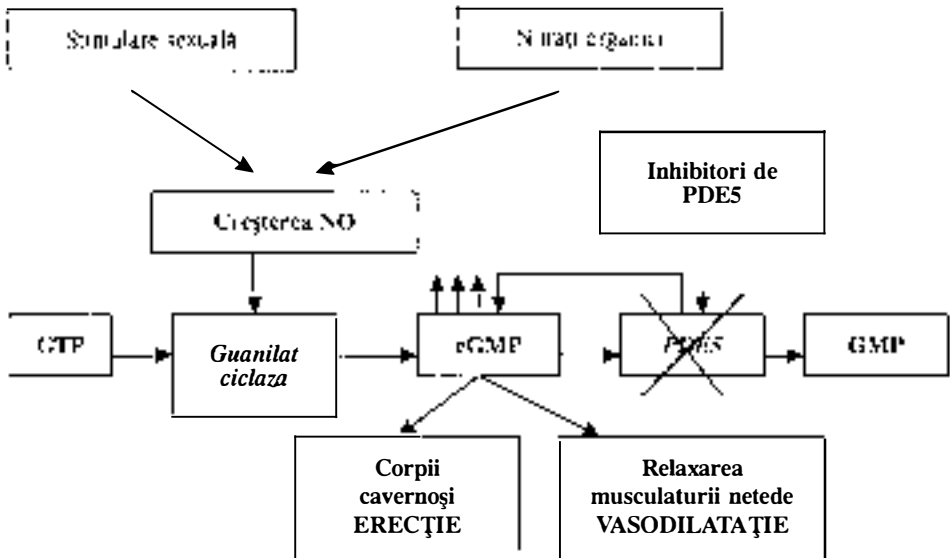 Stimulare sexuală
Nitrați organici
Inhibitori de
PDE5
Creşterea NO
GTP
Guanilat
ciclaza
cGMP
PDE5
GMP
Corpii
cavernoşi
ERECŢIE
Relaxarea
musculaturii netede
VASODILATAŢIE